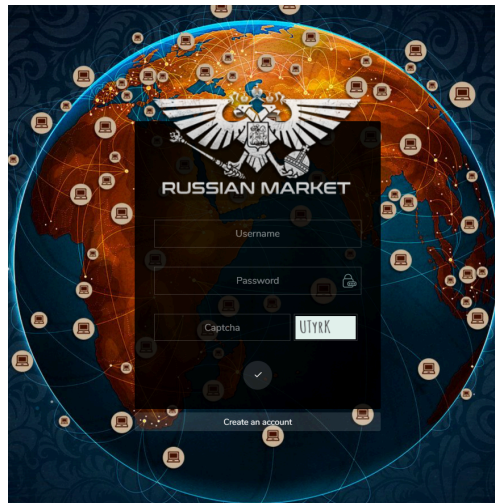 RUSSIAN MARKET
Username
Password
Captcha
UTyrK
Create an account